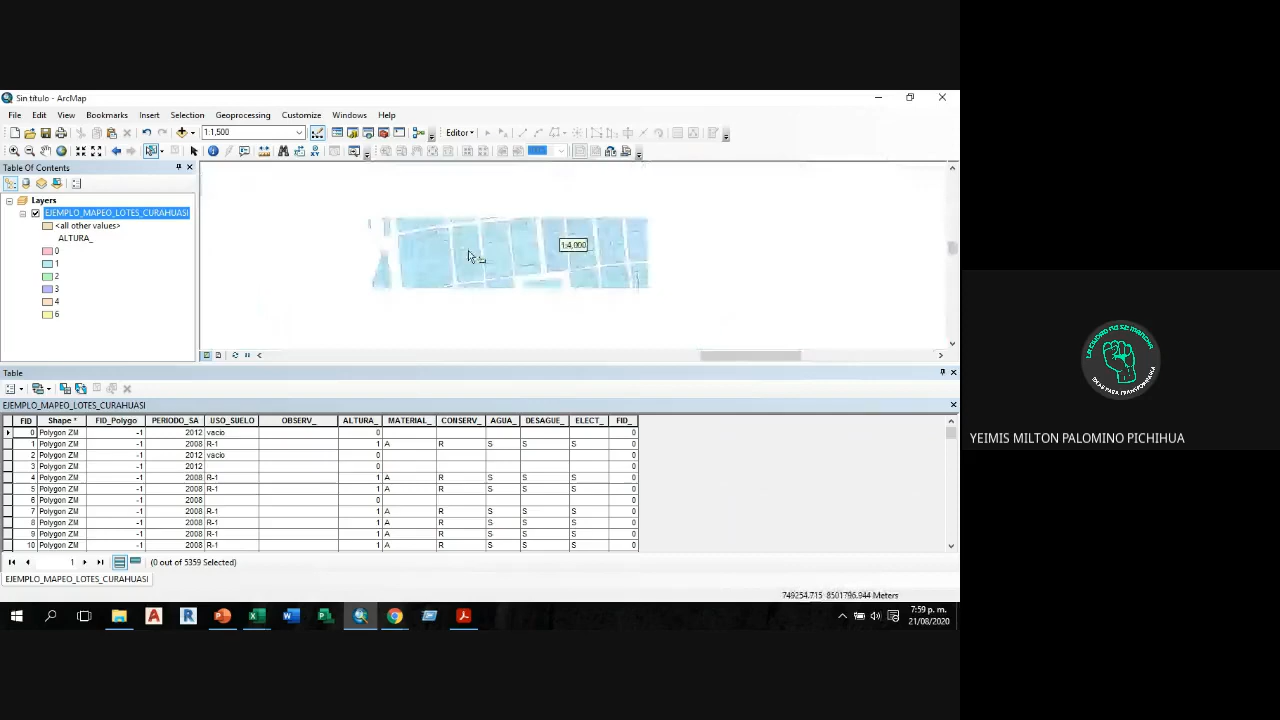 Sin título - ArcMap
File Edit View Bookmarks Insert Selection Geoprocessing Customize Windows Help
1:1,500
Editor
Table Of Contents
Layers
EJEMPLO_MAPEO_LOTES_CURAHUASI
<all other values>
ALTURA_
0
1
2
3
4
6
1:4,000
Table
EJEMPLO_MAPEO_LOTES_CURAHUASI
FID Shape * FID_Polygo PERIODO_SA USO_SUELO OBSERV_ ALTURA_ MATERIAL_ CONSERV_ AGUA_ DESAGUE_ ELECT_ FID_
0 Polygon ZM -1 2012 vacio 0 0
1 Polygon ZM -1 2008 R-1 1 A R S S S 0
2 Polygon ZM -1 2012 vacio 0 0
3 Polygon ZM -1 2012 0 0
4 Polygon ZM -1 2008 R-1 1 A R S S S 0
5 Polygon ZM -1 2008 R-1 1 A R S S S 0
6 Polygon ZM -1 2008 0 0
7 Polygon ZM -1 2008 R-1 1 A R S S S 0
8 Polygon ZM -1 2008 R-1 1 A R S S S 0
9 Polygon ZM -1 2008 R-1 1 A R S S S 0
10 Polygon ZM -1 2008 R-1 1 A R S S S 0
1 (0 out of 5359 Selected)
EJEMPLO_MAPEO_LOTES_CURAHUASI
749254.715 8501796.944 Meters
7:59 p. m.
21/08/2020
YEIMIS MILTON PALOMINO PICHIHUA